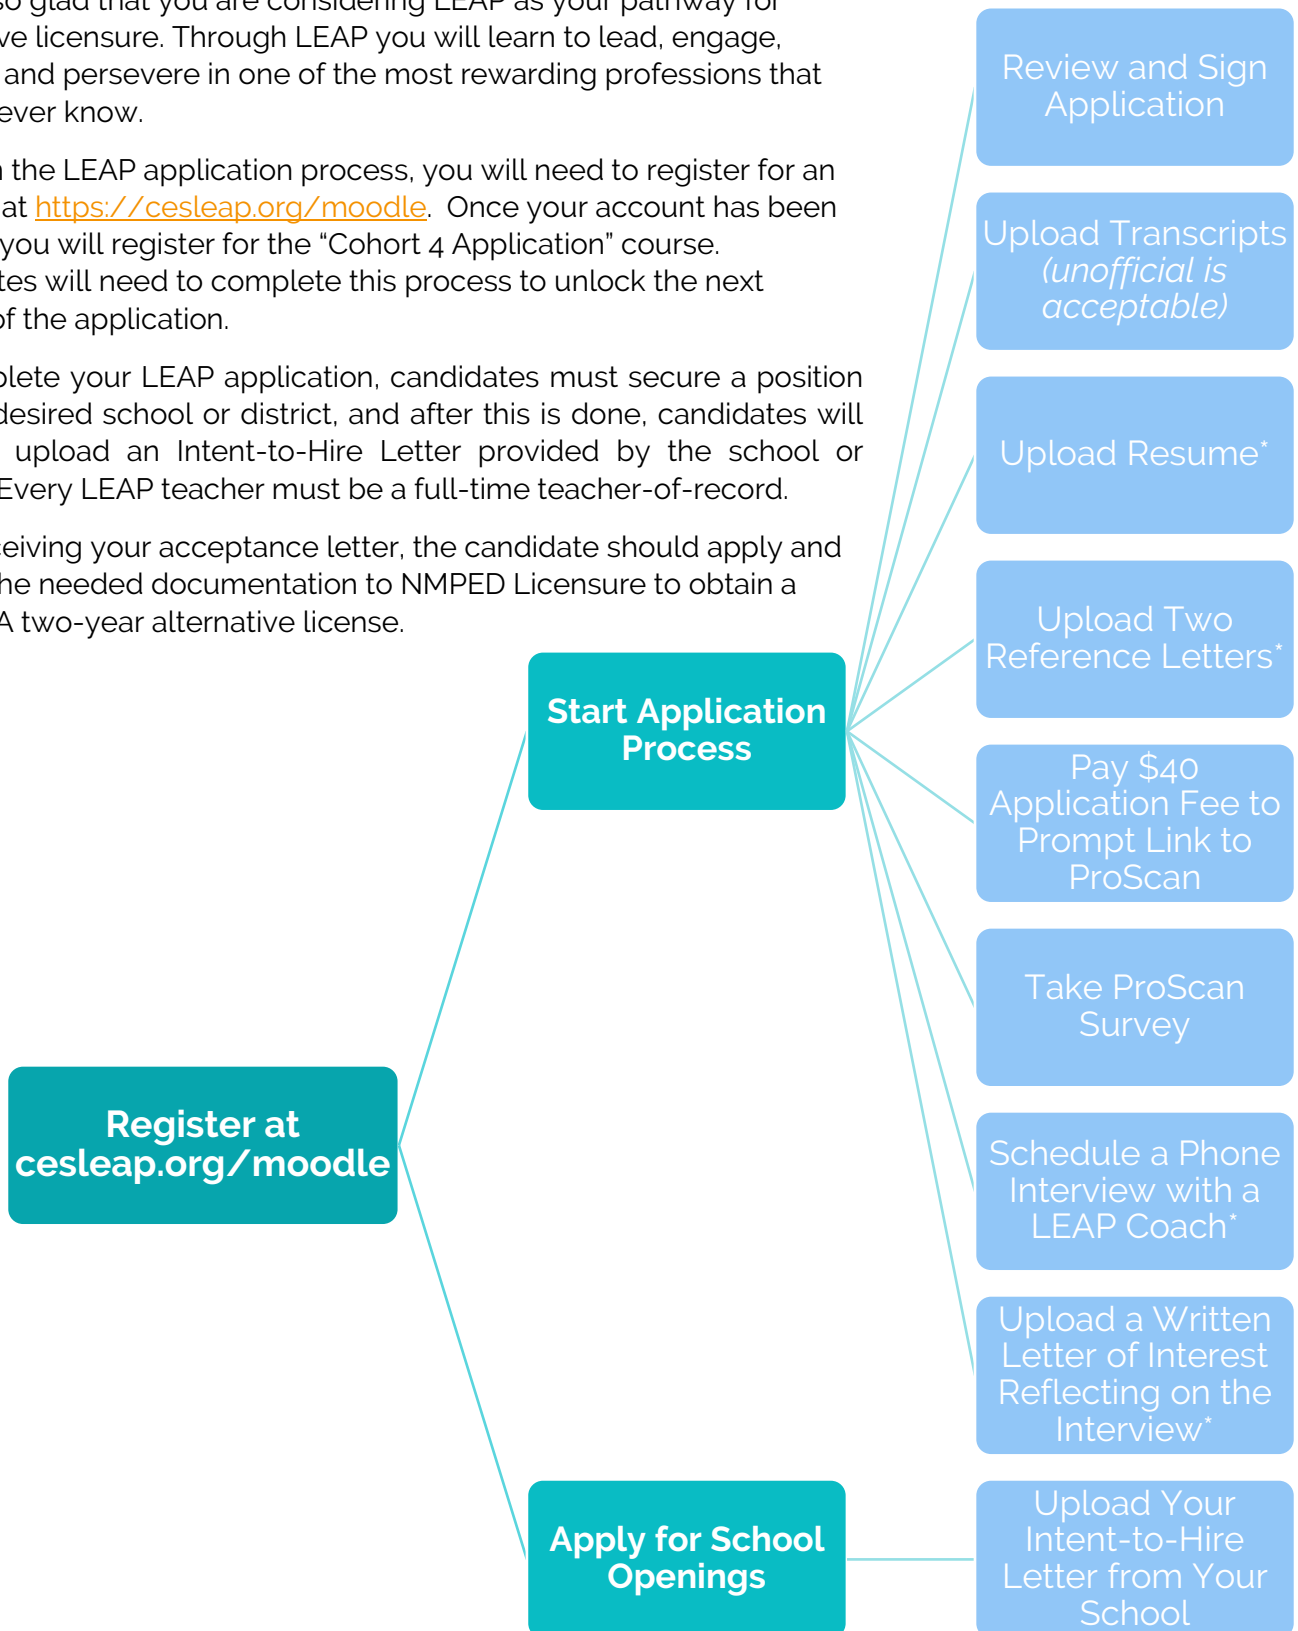 so glad that you are considering LEAP as your pathway for
ve licensure. Through LEAP you will learn to lead, engage,
and persevere in one of the most rewarding professions that
ever know.
the LEAP application process, you will need to register for an
at https://cesleap.org/moodle. Once your account has been
you will register for the “Cohort 4 Application” course.
tes will need to complete this process to unlock the next
of the application.
plete your LEAP application, candidates must secure a position
desired school or district, and after this is done, candidates will
upload an Intent-to-Hire Letter provided by the school or
Every LEAP teacher must be a full-time teacher-of-record.
ceiving your acceptance letter, the candidate should apply and
he needed documentation to NMPED Licensure to obtain a
A two-year alternative license.
Register at
cesleap.org/moodle
Start Application
Process
Review and Sign
Application
Upload Transcripts
(unofficial is
acceptable)
Upload Resume*
Upload Two
Reference Letters*
Pay $40
Application Fee to
Prompt Link to
ProScan
Take ProScan
Survey
Schedule a Phone
Interview with a
LEAP Coach*
Upload a Written
Letter of Interest
Reflecting on the
Interview*
Apply for School
Openings
Upload Your
Intent-to-Hire
Letter from Your
School